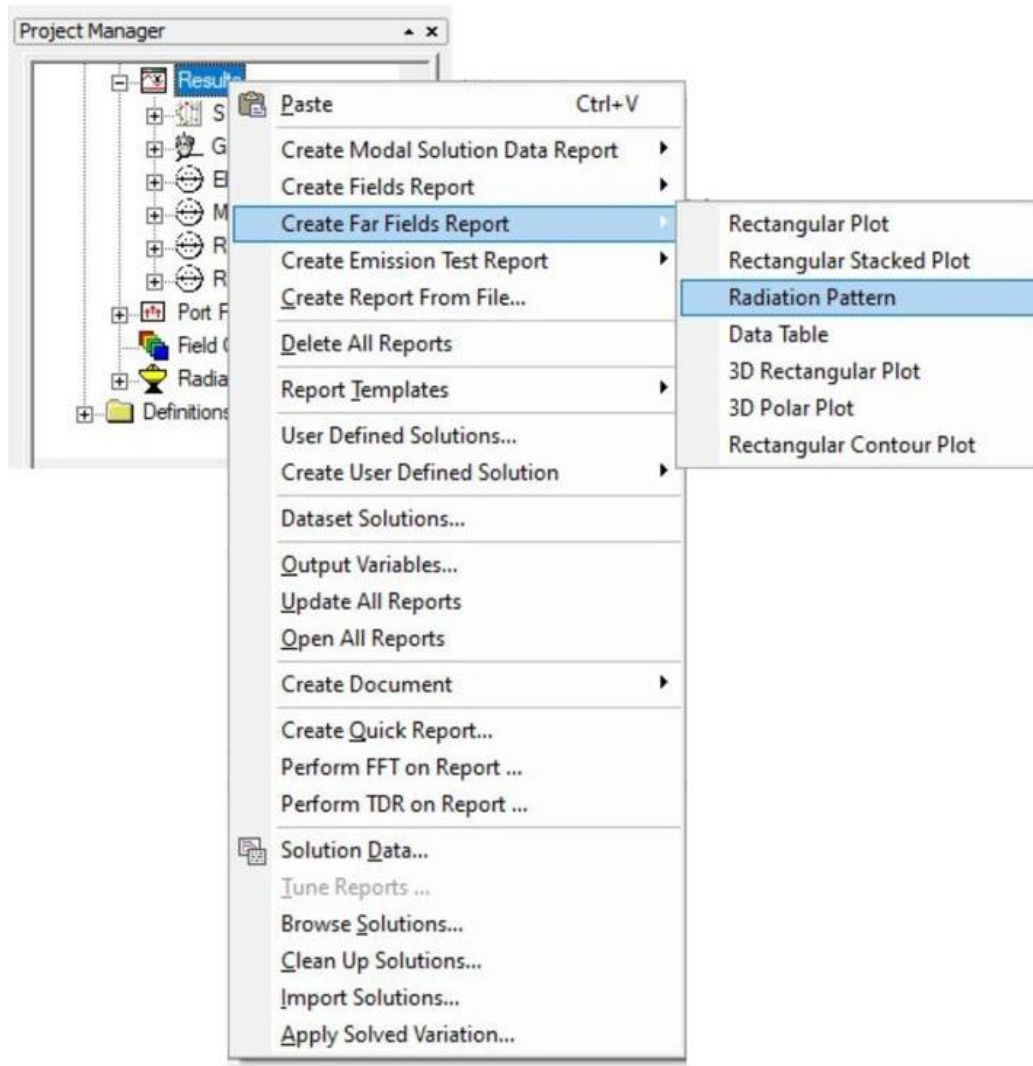 Project Manager
Results
S
G
El
M
R
R
Port F
Field
Radia
Definitions
Paste Ctrl+V
Create Modal Solution Data Report
Create Fields Report
Create Far Fields Report
Create Emission Test Report
Create Report From File...
Delete All Reports
Report Templates
User Defined Solutions...
Create User Defined Solution
Dataset Solutions...
Output Variables...
Update All Reports
Open All Reports
Create Document
Create Quick Report...
Perform FFT on Report ...
Perform TDR on Report ...
Solution Data...
Tune Reports ...
Browse Solutions...
Clean Up Solutions...
Import Solutions...
Apply Solved Variation...
Rectangular Plot
Rectangular Stacked Plot
Radiation Pattern
Data Table
3D Rectangular Plot
3D Polar Plot
Rectangular Contour Plot